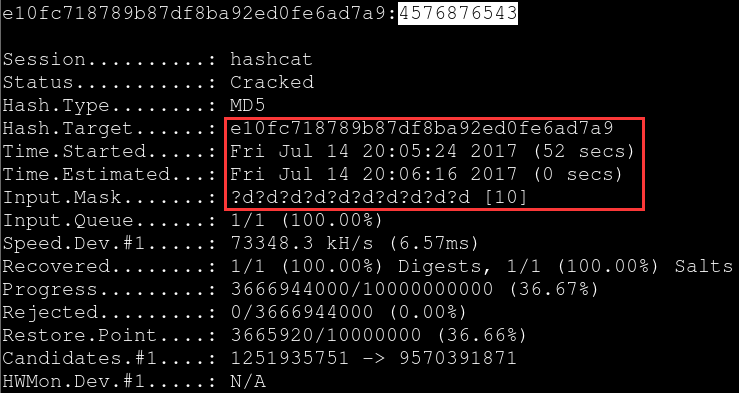 e10fc718789b87df8ba92ed0fe6ad7a9:4576876543
Session..........: hashcat
Status...........: Cracked
Hash.Type........: MD5
Hash.Target......: e10fc718789b87df8ba92ed0fe6ad7a9
Time.Started.....: Fri Jul 14 20:05:24 2017 (52 secs)
Time.Estimated...: Fri Jul 14 20:06:16 2017 (0 secs)
Input.Mask.......: ?d?d?d?d?d?d?d?d?d?d [10]
Input.Queue......: 1/1 (100.00%)
Speed.Dev.#1.....: 73348.3 kH/s (6.57ms)
Recovered........: 1/1 (100.00%) Digests, 1/1 (100.00%) Salts
Progress.........: 3666944000/10000000000 (36.67%)
Rejected.........: 0/3666944000 (0.00%)
Restore.Point....: 3665920/10000000 (36.66%)
Candidates.#1....: 1251935751 -> 9570391871
HWMon.Dev.#1.....: N/A